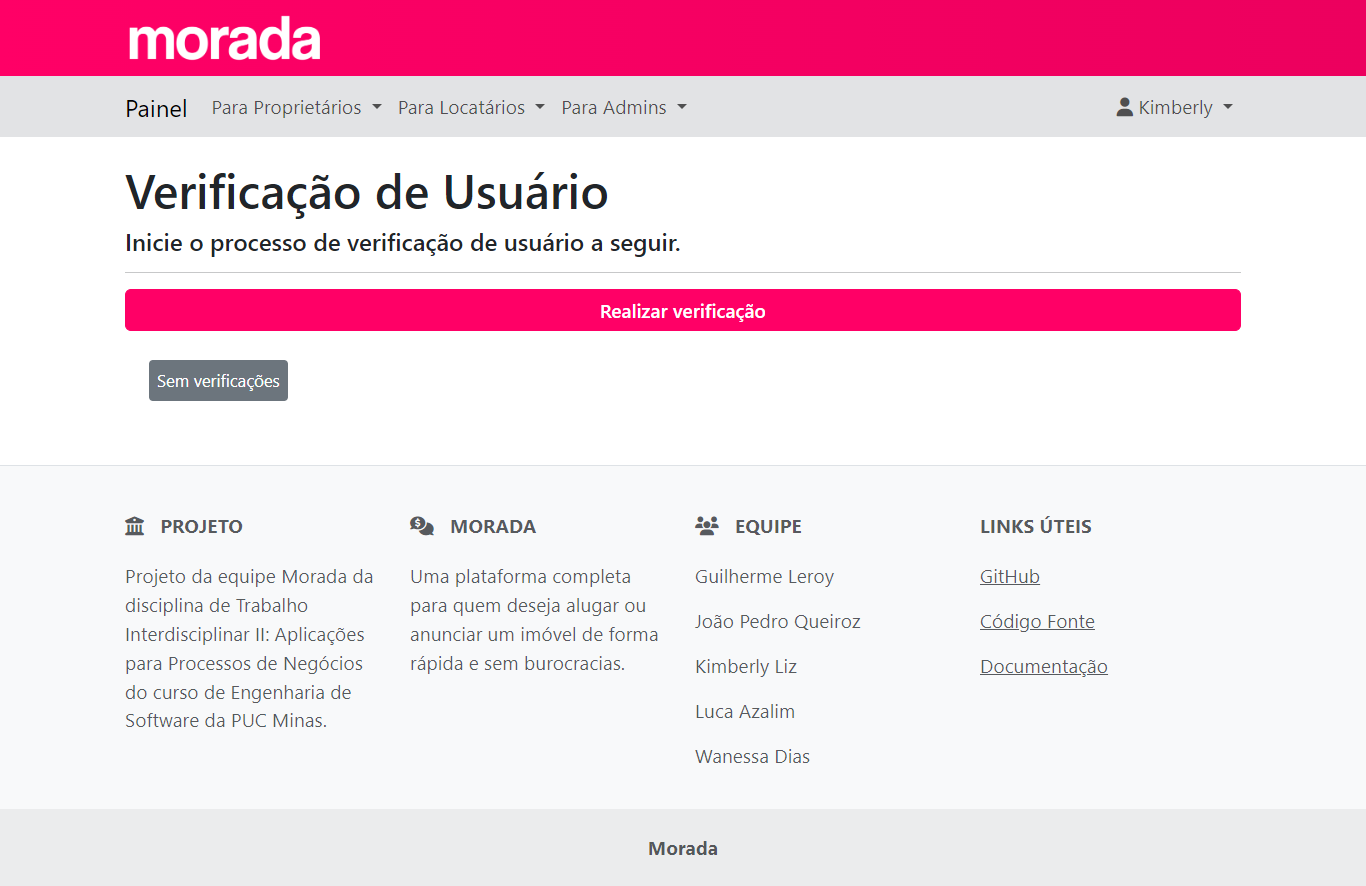 morada
Painel Para Proprietários Para Locatários Para Admins Kimberly
Verificação de Usuário
Inicie o processo de verificação de usuário a seguir.
Realizar verificação
Sem verificações
PROJETO
Projeto da equipe Morada da
disciplina de Trabalho
Interdisciplinar II: Aplicações
para Processos de Negócios
do curso de Engenharia de
Software da PUC Minas.
MORADA
Uma plataforma completa
para quem deseja alugar ou
anunciar um imóvel de forma
rápida e sem burocracias.
EQUIPE
Guilherme Leroy
João Pedro Queiroz
Kimberly Liz
Luca Azalim
Wanessa Dias
LINKS ÚTEIS
GitHub
Código Fonte
Documentação
Morada